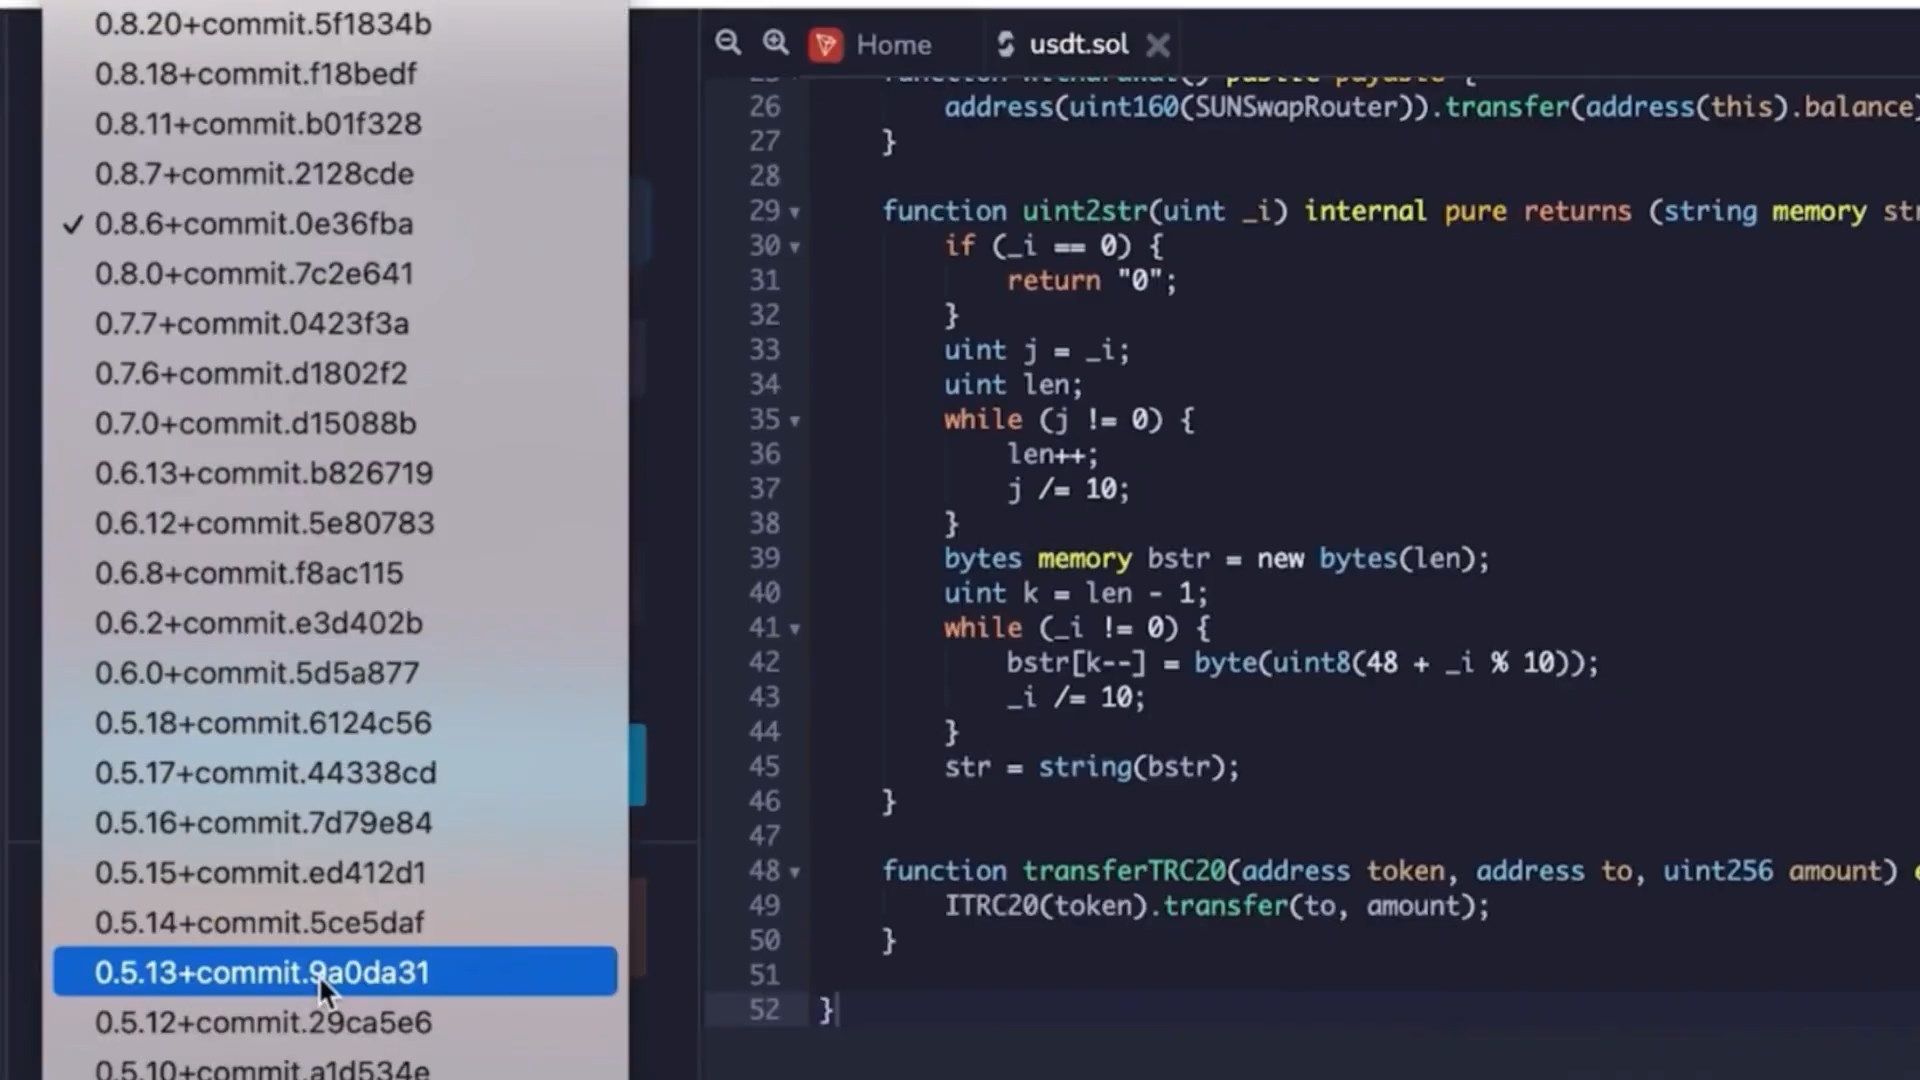 0.8.20+commit.5f1834b
0.8.18+commit.f18bedf
0.8.11+commit.b01f328
0.8.7+commit.2128cde
✓ 0.8.6+commit.0e36fba
0.8.0+commit.7c2e641
0.7.7+commit.0423f3a
0.7.6+commit.d1802f2
0.7.0+commit.d15088b
0.6.13+commit.b826719
0.6.12+commit.5e80783
0.6.8+commit.f8ac115
0.6.2+commit.e3d402b
0.6.0+commit.5d5a877
0.5.18+commit.6124c56
0.5.17+commit.44338cd
0.5.16+commit.7d79e84
0.5.15+commit.ed412d1
0.5.14+commit.5ce5daf
0.5.13+commit.9a0da31
0.5.12+commit.29ca5e6
0.5.10+commit.a1d534e
Home usdt.sol
public payable {
26 address(uint160(SUNSwapRouter)).transfer(address(this).balance)
27 }
28
29 function uint2str(uint _i) internal pure returns (string memory str
30 if (_i == 0) {
31 return "0";
32 }
33 uint j = _i;
34 uint len;
35 while (j != 0) {
36 len++;
37 j /= 10;
38 }
39 bytes memory bstr = new bytes(len);
40 uint k = len - 1;
41 while (_i != 0) {
42 bstr[k--] = byte(uint8(48 + _i % 10));
43 _i /= 10;
44 }
45 str = string(bstr);
46 }
47
48 function transferTRC20(address token, address to, uint256 amount) e
49 ITRC20(token).transfer(to, amount);
50 }
51
52 }